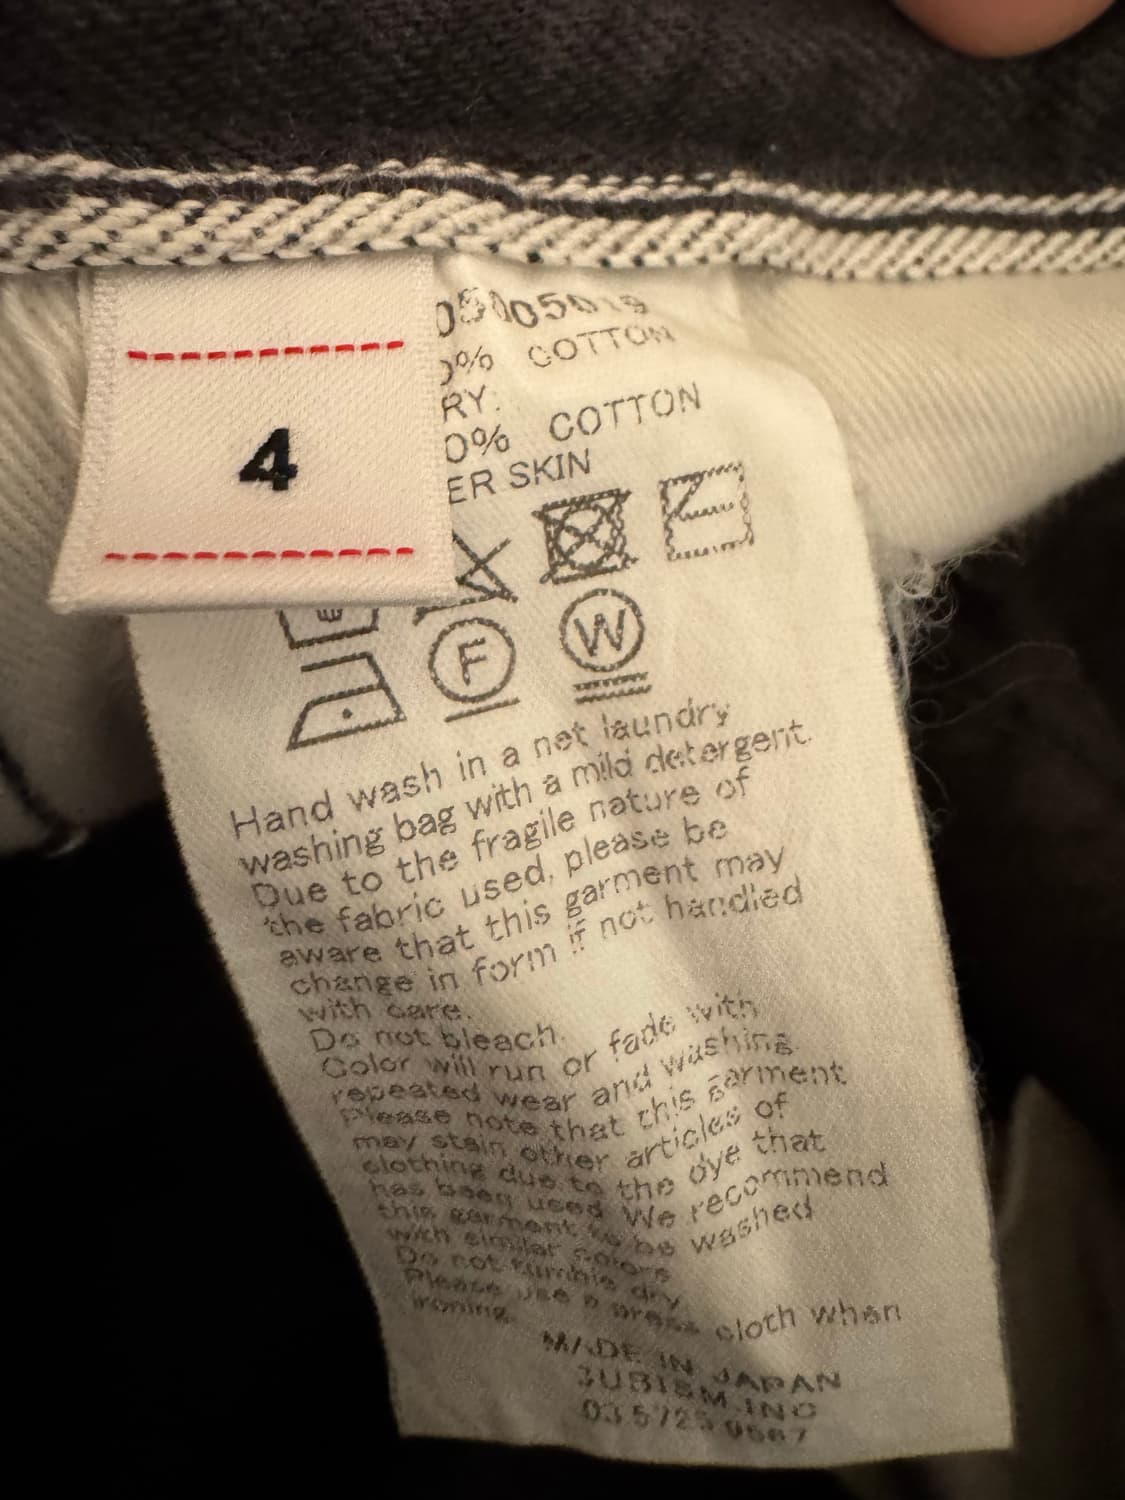 4
COTTON
RY:
0% COTTON
ER SKIN
F
W
Hand wash in a net laundry
washing bag with a mild detergent.
Due to the fragile nature of
the fabric used, please be
aware that this garment may
change in form if not handled
with care.
Do not bleach.
Color will run or fade with
repeated wear and washing.
Please note that this garment
may stain other articles of
clothing due to the dye that
has been used We recommend
this garment to be washed
with similar colors
Do not tumble dry.
Please use a press cloth when
ironing.
MADE IN JAPAN
INC